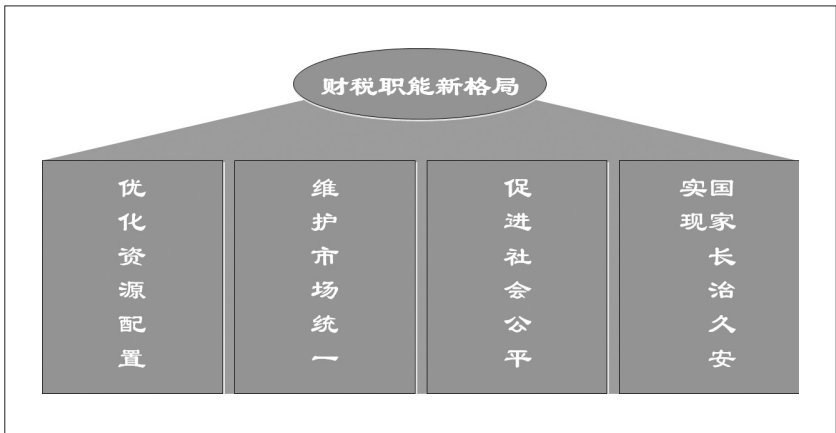 财税职能新格局
优化资源配置
维护市场统一
促进社会公平
实现
国家长治久安